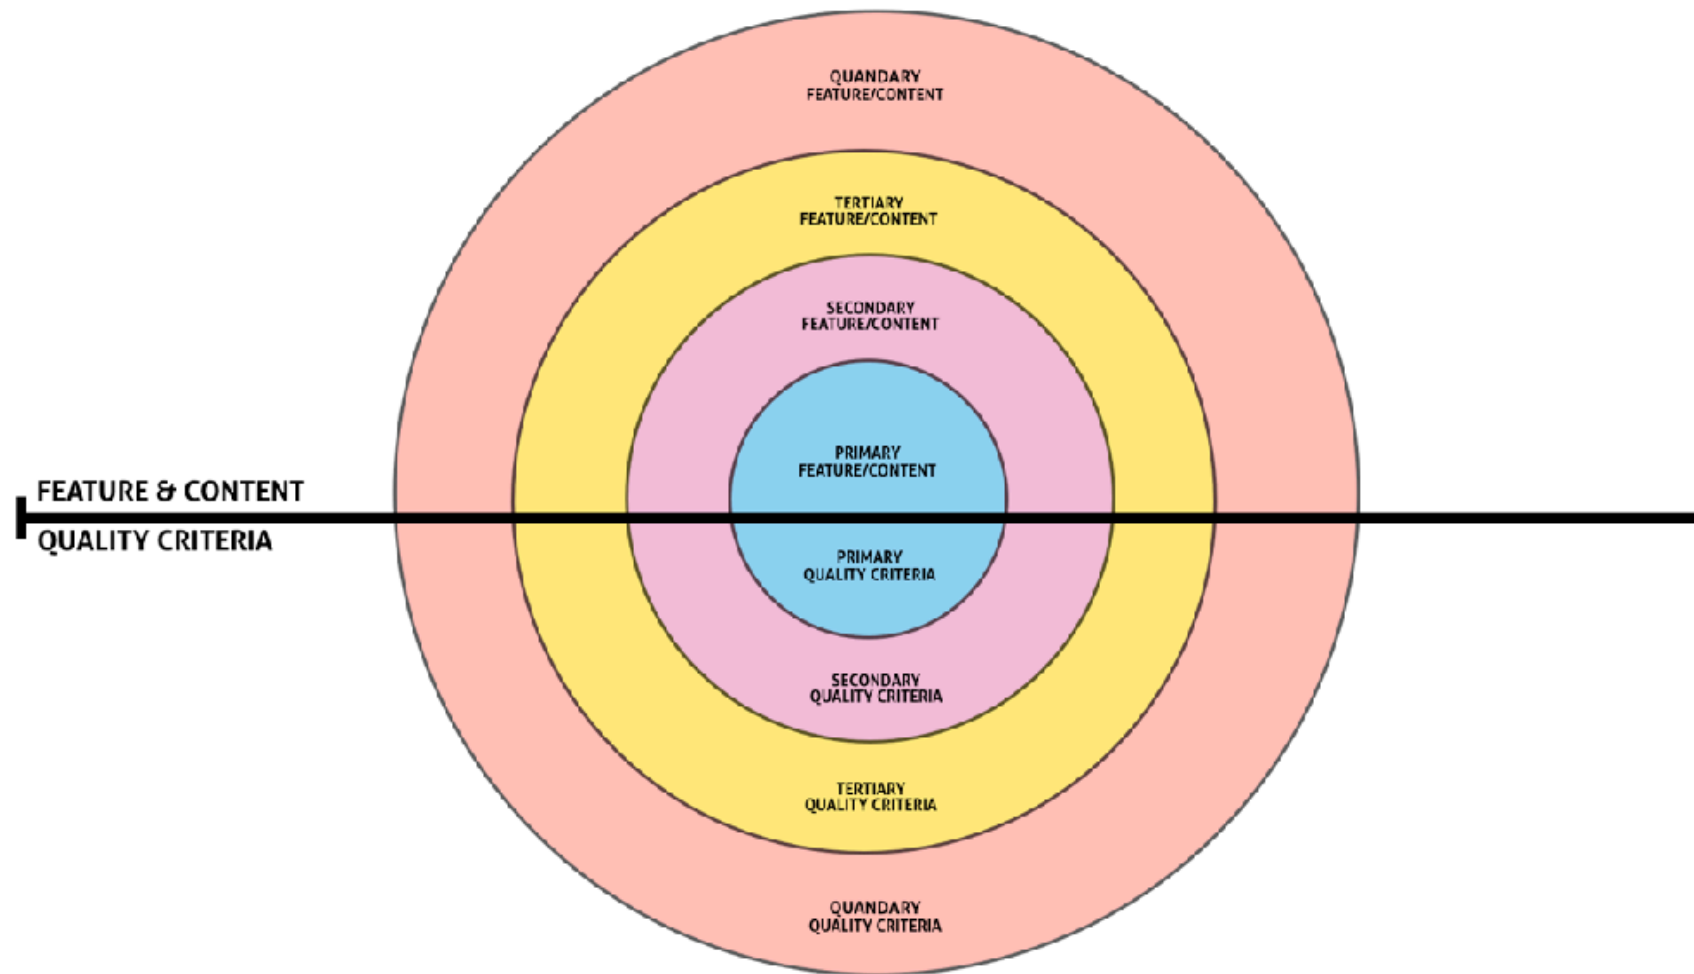 QUANDARY
FEATURE/CONTENT
TERTIARY
FEATURE/CONTENT
SECONDARY
FEATURE/CONTENT
PRIMARY
FEATURE/CONTENT
FEATURE & CONTENT
QUALITY CRITERIA
PRIMARY
QUALITY CRITERIA
SECONDARY
QUALITY CRITERIA
TERTIARY
QUALITY CRITERIA
QUANDARY
QUALITY CRITERIA